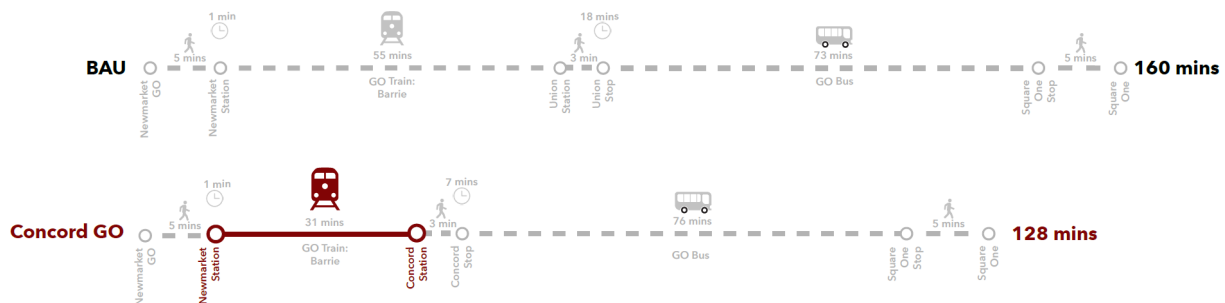 1 min
18 mins
5 mins
55 mins
3 min
73 mins
5 mins
BAU
160 mins
Newmarket
GO
Newmarket
Station
GO Train:
Barrie
Union
Station
Union
Stop
GO Bus
Square
One
Stop
Square
One
1 min
7 mins
5 mins
31 mins
3 min
76 mins
5 mins
Concord GO
128 mins
Newmarket
GO
Newmarket
Station
GO Train:
Barrie
Concord
Station
Concord
Stop
GO Bus
Square
One
Stop
Square
One